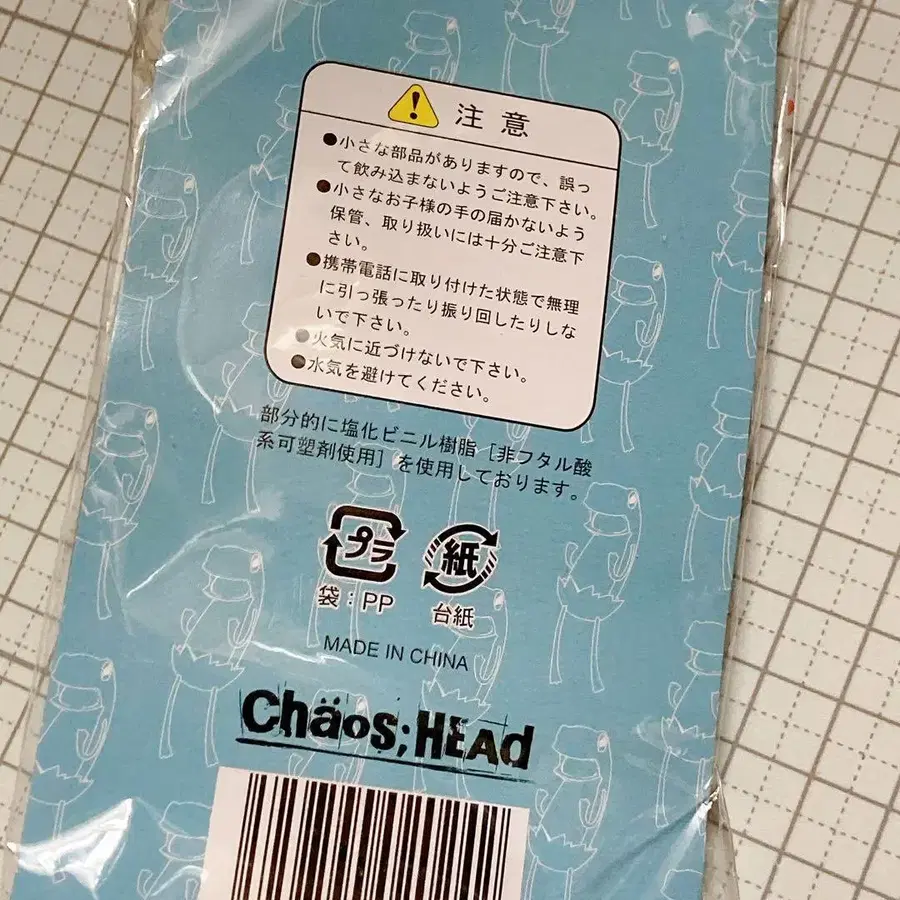 注意
●小さな部品がありますので、誤っ
て飲み込まないようご注意下さい。
●小さなお子様の手の届かないよう
保管、取り扱いには十分ご注意下
さい。
●携帯電話に取り付けた状態で無理
に引っ張ったり振り回したりしな
いで下さい。
●火気に近づけないで下さい。
●水気を避けてください。
部分的に塩化ビニル樹脂［非フタル酸
系可塑剤使用］を使用しております。
プラ 紙
袋：PP 台紙
MADE IN CHINA
Chäos;HEAd